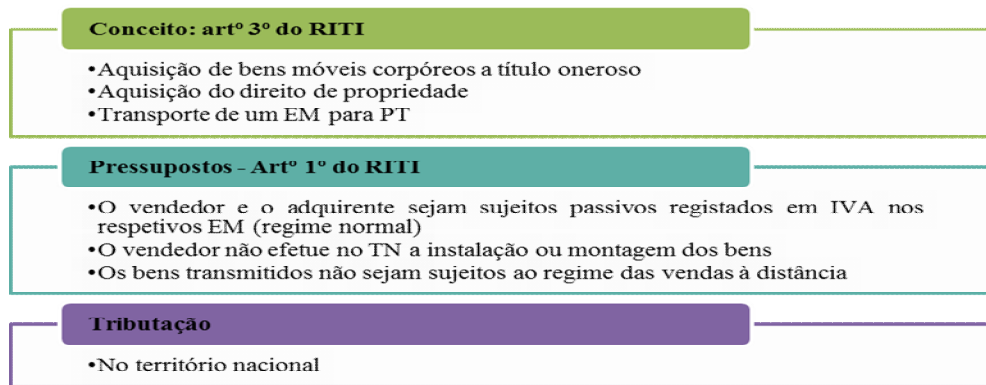 Conceito: artº 3º do RITI
•Aquisição de bens móveis corpóreos a título oneroso
•Aquisição do direito de propriedade
•Transporte de um EM para PT
Pressupostos - Artº 1º do RITI
•O vendedor e o adquirente sejam sujeitos passivos registados em IVA nos
respetivos EM (regime normal)
•O vendedor não efetue no TN a instalação ou montagem dos bens
•Os bens transmitidos não sejam sujeitos ao regime das vendas à distância
Tributação
•No território nacional